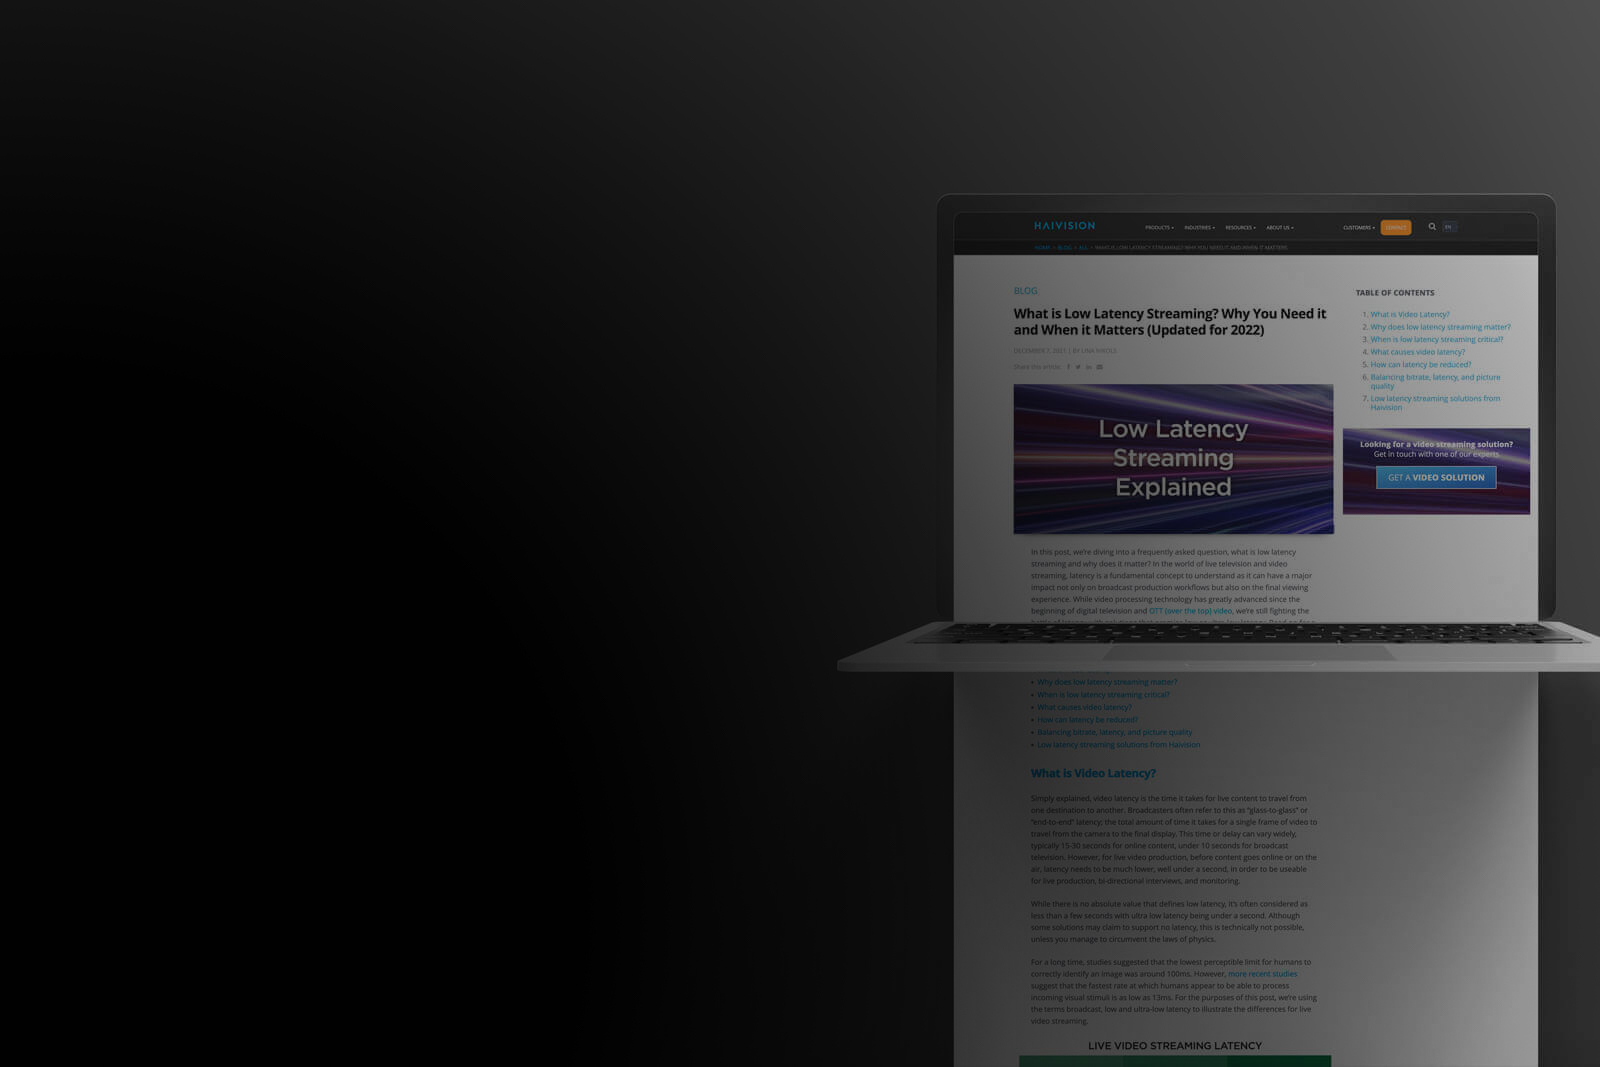 HAIVISION
PRODUCTS INDUSTRIES RESOURCES ABOUT US CUSTOMERS CONTACT EN
HOME > BLOG > ALL > WHAT IS LOW LATENCY STREAMING? WHY YOU NEED IT AND WHEN IT MATTERS
BLOG
What is Low Latency Streaming? Why You Need it
and When it Matters (Updated for 2022)
DECEMBER 7, 2021 | BY LINA NIKOLS
Share this article:
Low Latency
Streaming
Explained
TABLE OF CONTENTS
1. What is Video Latency?
2. Why does low latency streaming matter?
3. When is low latency streaming critical?
4. What causes video latency?
5. How can latency be reduced?
6. Balancing bitrate, latency, and picture
quality
7. Low latency streaming solutions from
Haivision
Looking for a video streaming solution?
Get in touch with one of our experts
GET A VIDEO SOLUTION
In this post, we're diving into a frequently asked question, what is low latency
streaming and why does it matter? In the world of live television and video
streaming, latency is a fundamental concept to understand as it can have a major
impact not only on broadcast production workflows but also on the final viewing
experience. While video processing technology has greatly advanced since the
beginning of digital television and OTT (over the top) video, we're still fighting the
• Why does low latency streaming matter?
• When is low latency streaming critical?
• What causes video latency?
• How can latency be reduced?
• Balancing bitrate, latency, and picture quality
• Low latency streaming solutions from Haivision
What is Video Latency?
Simply explained, video latency is the time it takes for live content to travel from
one destination to another. Broadcasters often refer to this as "glass-to-glass" or
"end-to-end" latency; the total amount of time it takes for a single frame of video to
travel from the camera to the final display. This time or delay can vary widely,
typically 15-30 seconds for online content, under 10 seconds for broadcast
television. However, for live video production, before content goes online or on the
air, latency needs to be much lower, well under a second, in order to be useable
for live production, bi-directional interviews, and monitoring.
While there is no absolute value that defines low latency, it's often considered as
less than a few seconds with ultra low latency being under a second. Although
some solutions may claim to support no latency, this is technically not possible,
unless you manage to circumvent the laws of physics.
For a long time, studies suggested that the lowest perceptible limit for humans to
correctly identify an image was around 100ms. However, more recent studies
suggest that the fastest rate at which humans appear to be able to process
incoming visual stimuli is as low as 13ms. For the purposes of this post, we're using
the terms broadcast, low and ultra-low latency to illustrate the differences for live
video streaming.
LIVE VIDEO STREAMING LATENCY